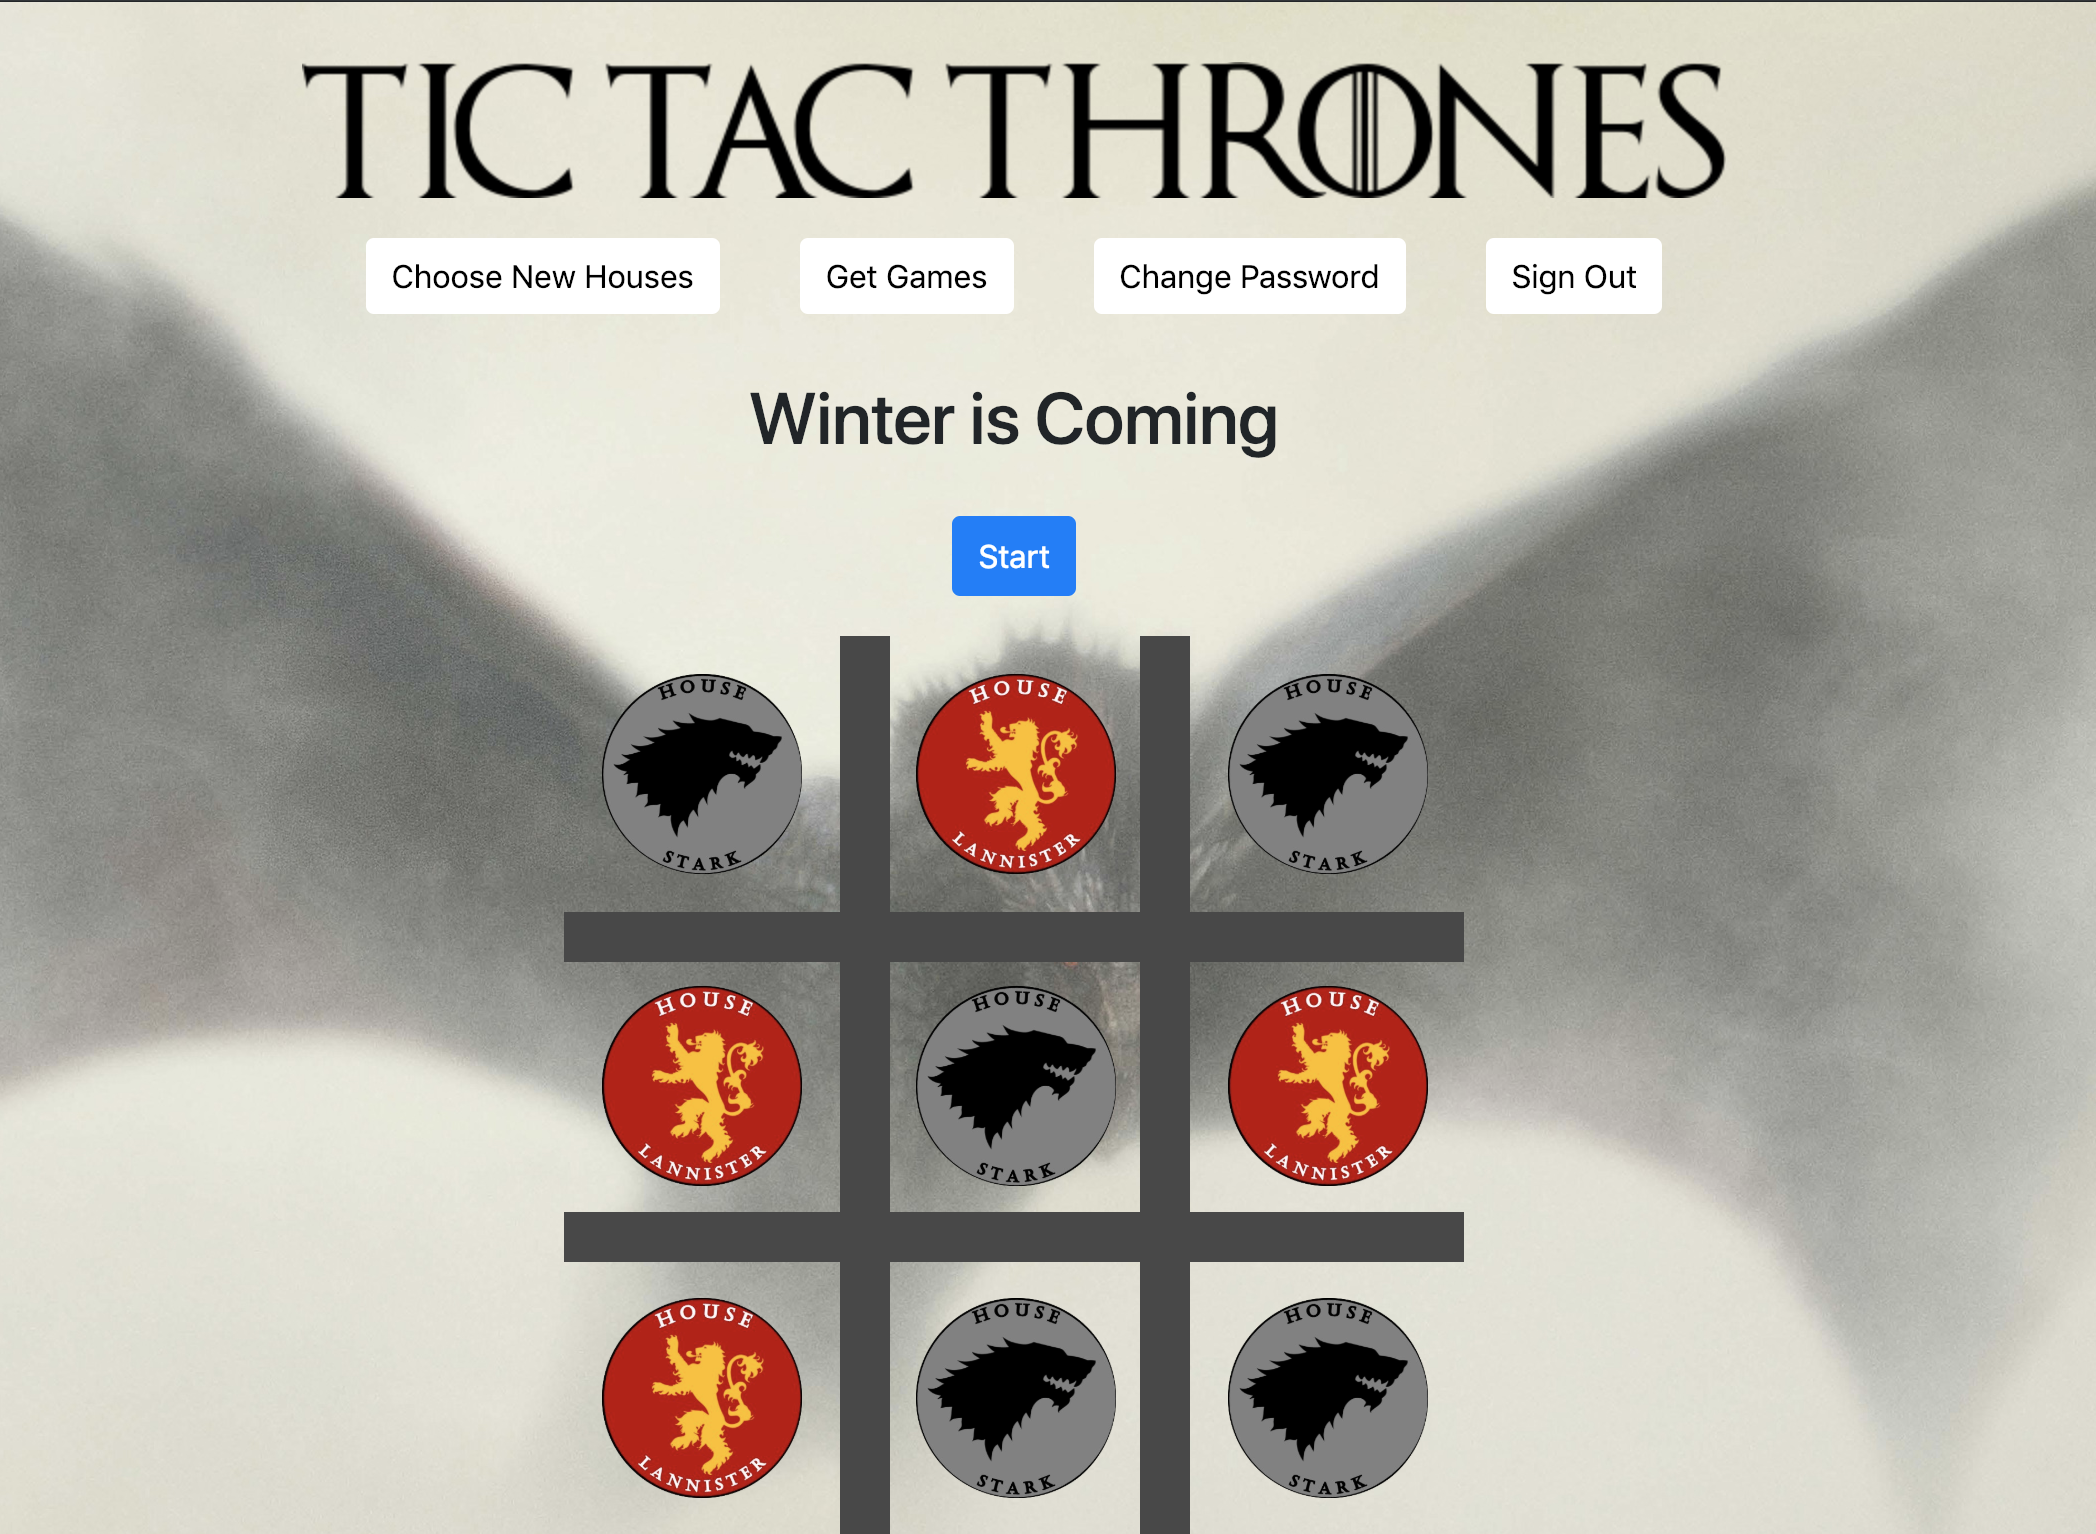 TIC TAC THRONES
Choose New Houses
Get Games
Change Password
Sign Out
Winter is Coming
Start
HOUSE
STARK
HOUSE
LANNISTER
HOUSE
STARK
HOUSE
LANNISTER
HOUSE
STARK
HOUSE
LANNISTER
HOUSE
LANNISTER
HOUSE
STARK
HOUSE
STARK